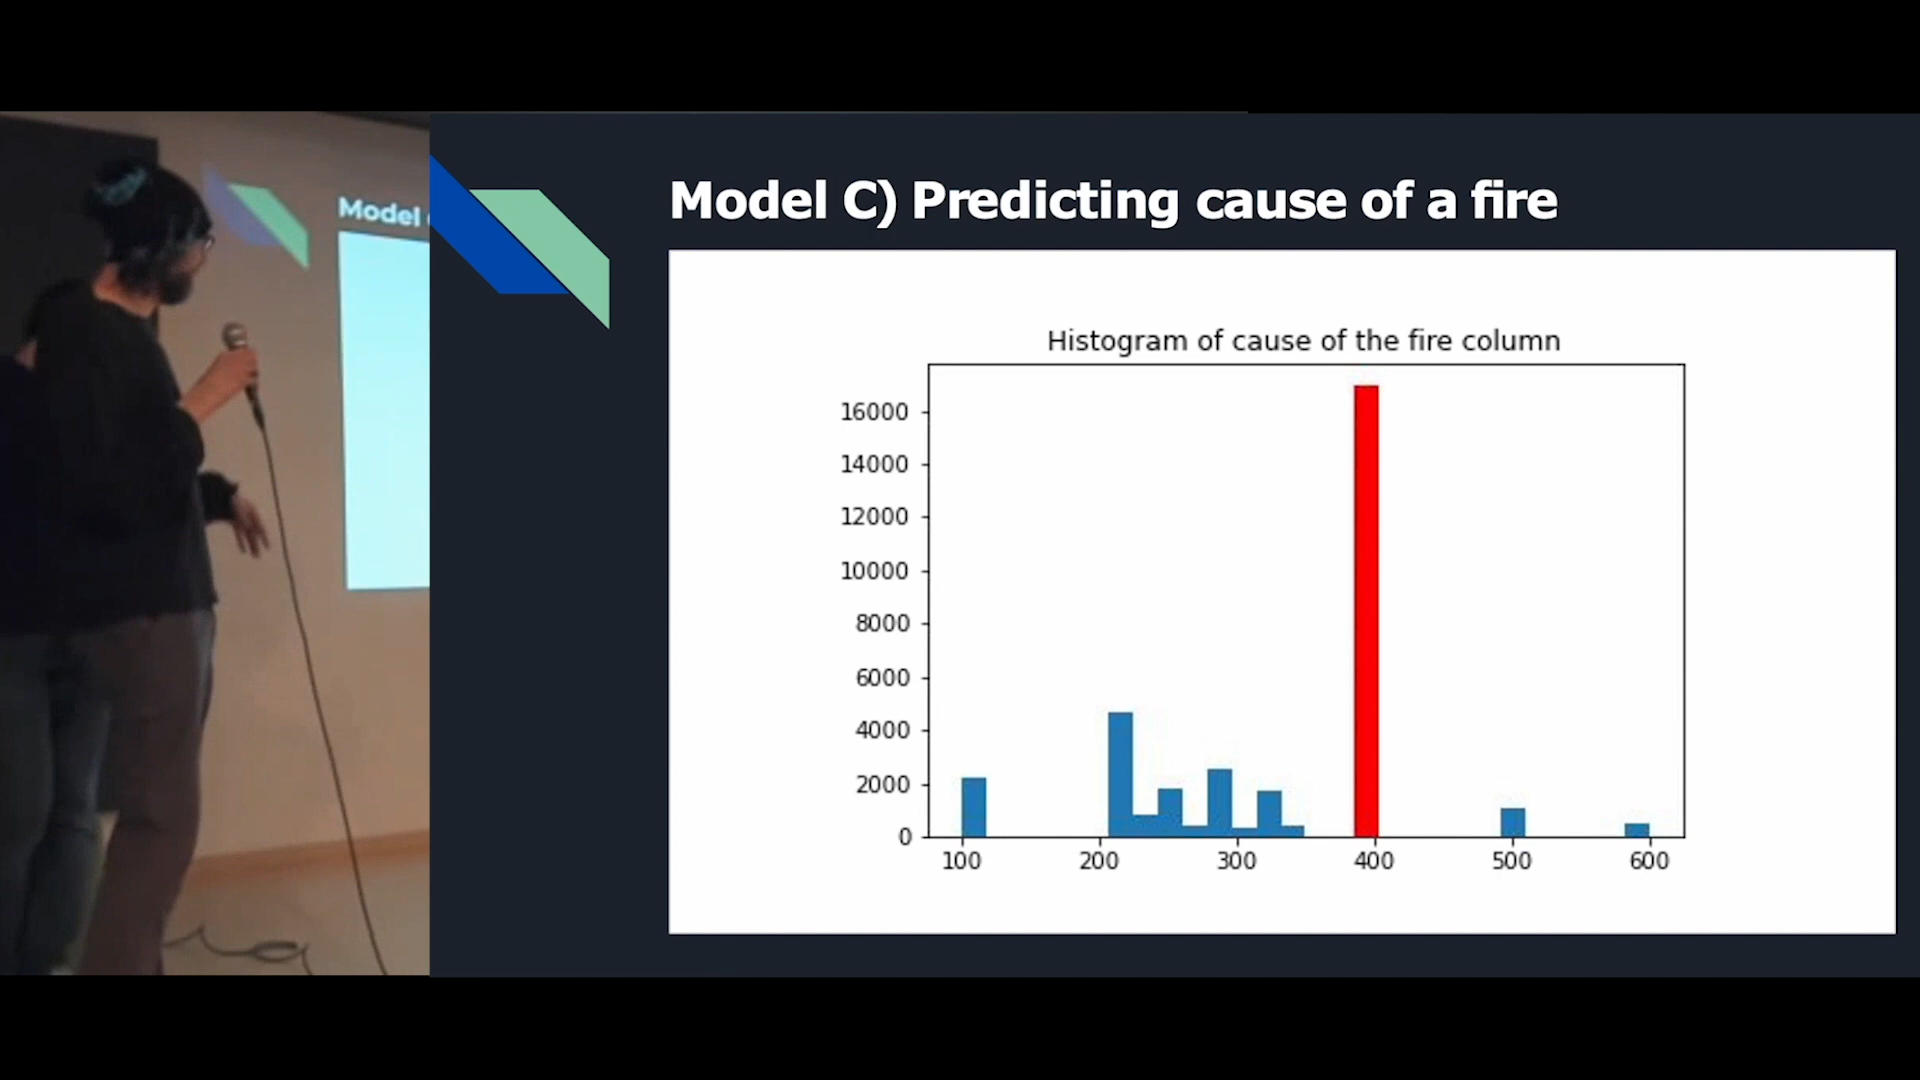 Model
Model C) Predicting cause of a fire
Histogram of cause of the fire column
16000
14000
12000
10000
8000
6000
4000
2000
0
100 200 300 400 500 600